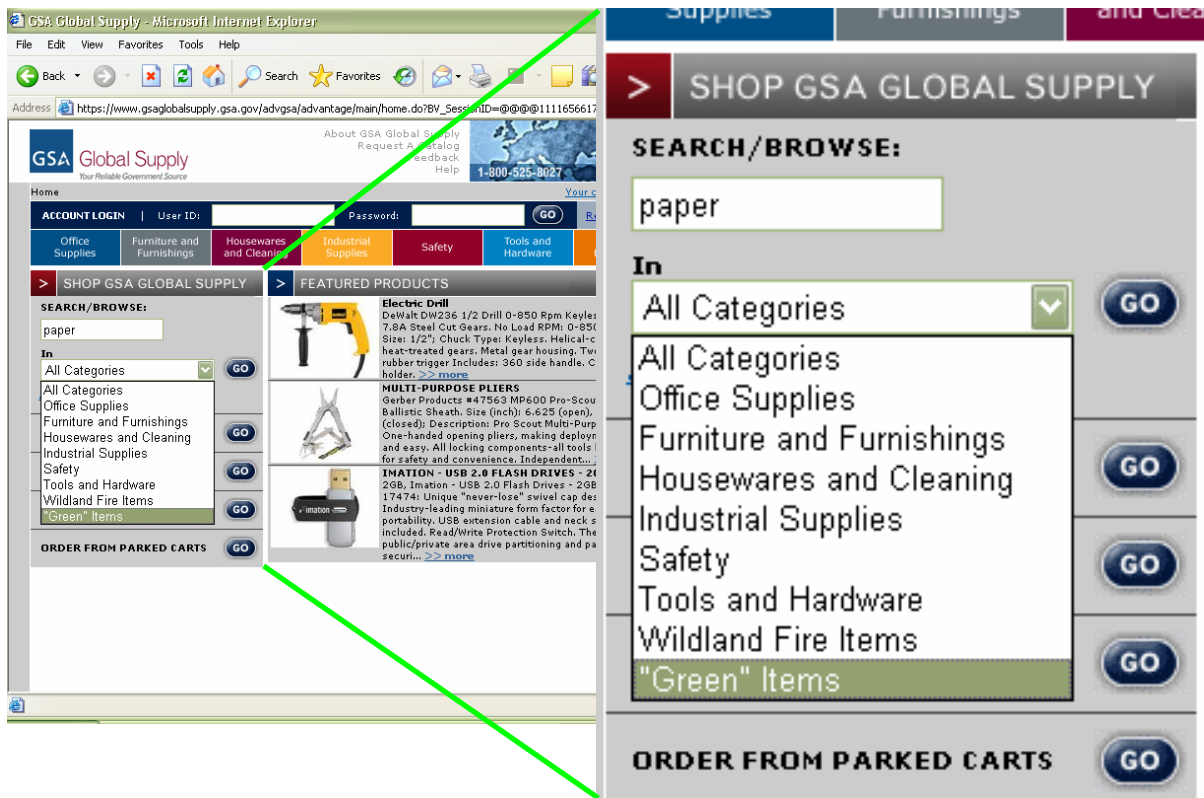 GSA Global Supply - Microsoft Internet Explorer
File Edit View Favorites Tools Help
Back Search Favorites
Address https://www.gsaglobalsupply.gsa.gov/advgsa/advantage/main/home.do?BV_SessionID=@@@@1111656617
GSA Global Supply
Your Reliable Government Source
About GSA Global Supply
Request A Catalog
Feedback
Help
1-800-525-8027
Home Your c
ACCOUNT LOGIN | User ID: Password: GO Re
Office Supplies
Furniture and Furnishings
Housewares and Cleaning
Industrial Supplies
Safety
Tools and Hardware
> SHOP GSA GLOBAL SUPPLY
SEARCH/BROWSE:
paper
In
All Categories GO
All Categories
Office Supplies
Furniture and Furnishings
Housewares and Cleaning GO
Industrial Supplies
Safety GO
Tools and Hardware
Wildland Fire Items GO
"Green" Items
ORDER FROM PARKED CARTS GO
> FEATURED PRODUCTS
Electric Drill
DeWalt DW236 1/2 Drill 0-850 Rpm Keyles
7.8A Steel Cut Gears. No Load RPM: 0-850
Size: 1/2"; Chuck Type: Keyless. Helical-c
heat-treated gears. Metal gear housing. Two
rubber trigger Includes: 360 side handle. C
holder. >> more
MULTI-PURPOSE PLIERS
Gerber Products #47563 MP600 Pro-Scou
Ballistic Sheath. Size (inch): 6.625 (open),
(closed); Description: Pro Scout Multi-Purp
One-handed opening pliers, making deployn
and easy. All locking components-all tools l
for safety and convenience. Independent...
imation
IMATION - USB 2.0 FLASH DRIVES - 2G
2GB, Imation - USB 2.0 Flash Drives - 2GB
17474: Unique "never-lose" swivel cap des
Industry-leading miniature form factor for e
portability. USB extension cable and neck s
included. Read/Write Protection Switch. The
public/private area drive partitioning and pa
securi... >> more
Supplies Furnishings and Clea
> SHOP GSA GLOBAL SUPPLY
SEARCH/BROWSE:
paper
In
All Categories GO
All Categories
Office Supplies
Furniture and Furnishings
GO
Housewares and Cleaning
Industrial Supplies
Safety GO
Tools and Hardware
Wildland Fire Items
GO
"Green" Items
ORDER FROM PARKED CARTS GO